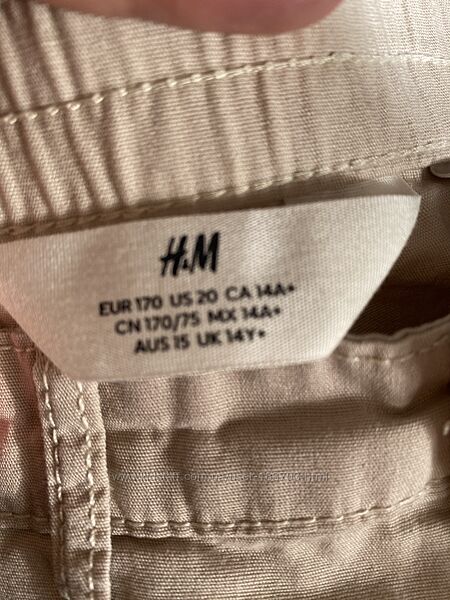 H&M
EUR 170 US 20 CA 14A+
CN 170/75 MX 14A+
AUS 15 UK 14Y+